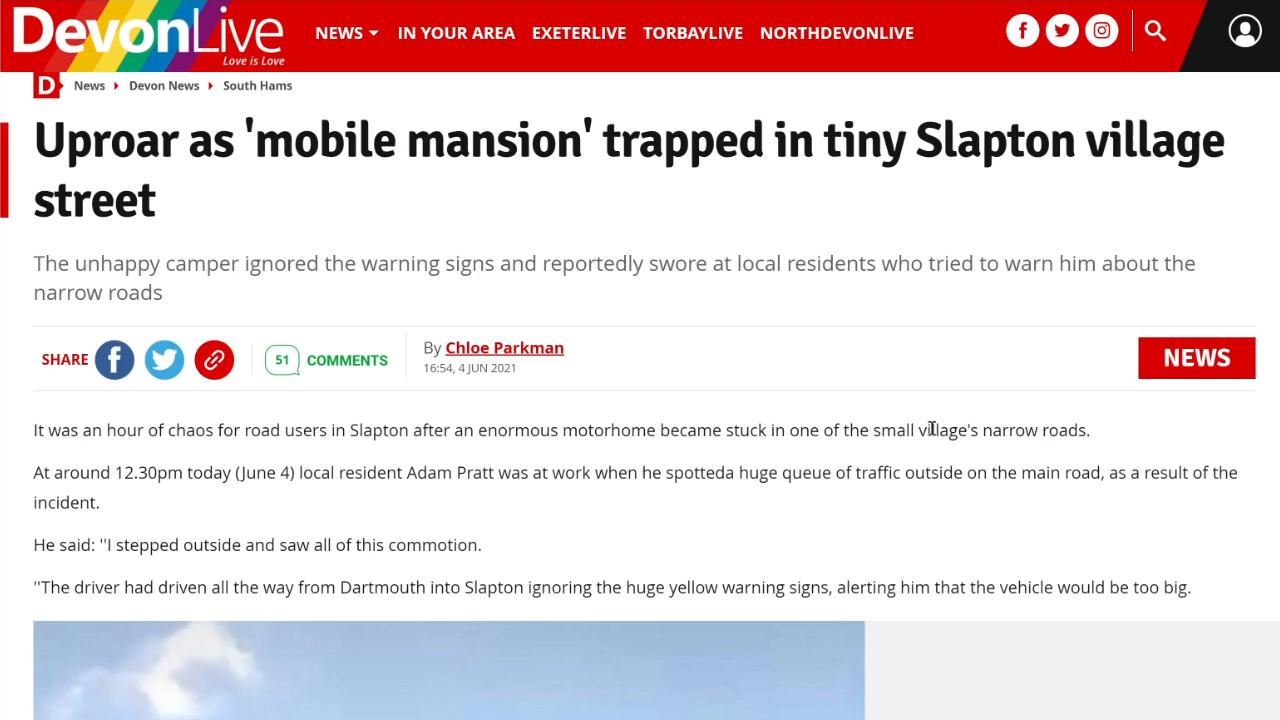 DevonLive
Love is Love
NEWS IN YOUR AREA EXETERLIVE TORBAYLIVE NORTHDEVONLIVE
D News Devon News South Hams
Uproar as 'mobile mansion' trapped in tiny Slapton village
street
The unhappy camper ignored the warning signs and reportedly swore at local residents who tried to warn him about the
narrow roads
SHARE 51 COMMENTS By Chloe Parkman
16:54, 4 JUN 2021
NEWS
It was an hour of chaos for road users in Slapton after an enormous motorhome became stuck in one of the small village's narrow roads.
At around 12.30pm today (June 4) local resident Adam Pratt was at work when he spotteda huge queue of traffic outside on the main road, as a result of the
incident.
He said: ''I stepped outside and saw all of this commotion.
''The driver had driven all the way from Dartmouth into Slapton ignoring the huge yellow warning signs, alerting him that the vehicle would be too big.